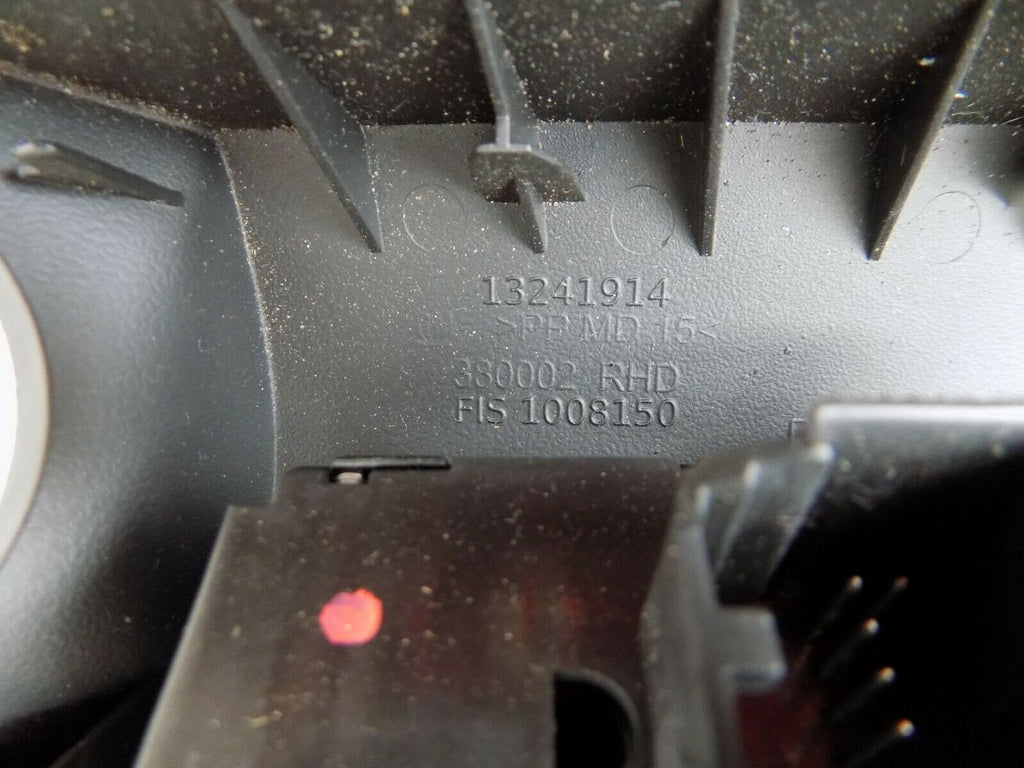 13241914
>PP MD 15<
380002 RHD
FIS 1008150